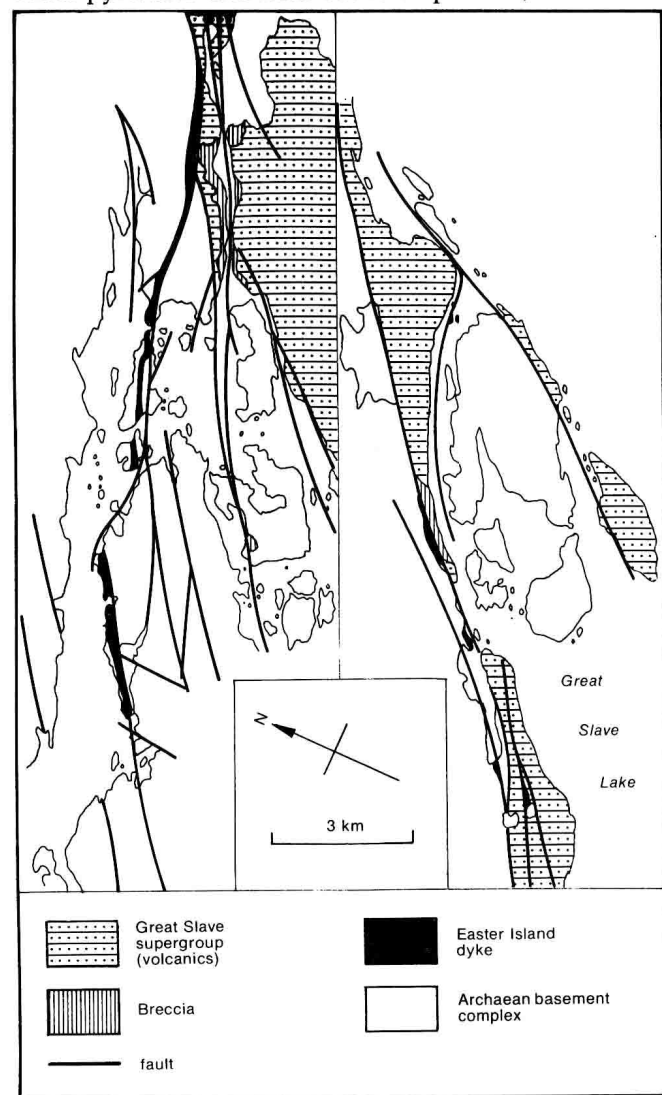 Great
Slave
Lake
N
3 km
Great Slave
supergroup
(volcanics)
Breccia
fault
Easter Island
dyke
Archaean basement
complex